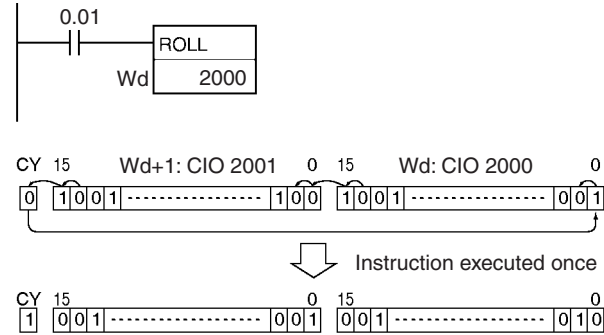 0.01
ROLL
Wd 2000
CY 15 Wd+1: CIO 2001 0 15 Wd: CIO 2000 0
0 1 0 0 1 1 0 0 1 0 0 1 0 0 1
Instruction executed once
CY 15 0 15 0
1 0 0 1 0 0 1 0 0 1 0 1 0